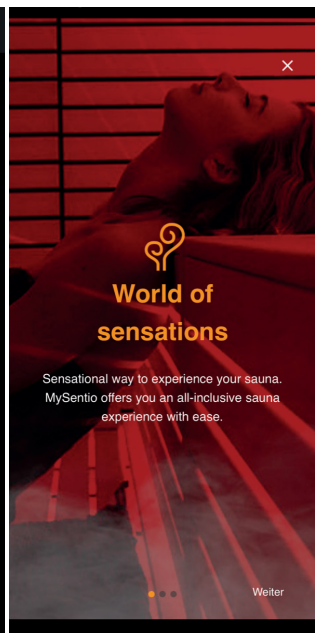 World of
sensations
Sensational way to experience your sauna.
MySentio offers you an all-inclusive sauna
experience with ease.
Weiter